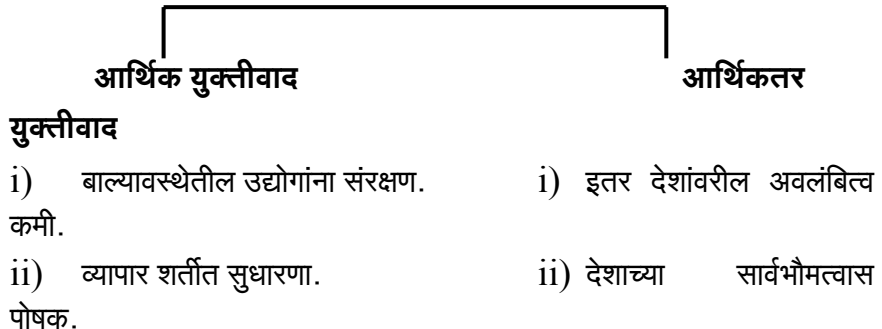 आर्थिक युक्तीवाद आर्थिकतर
युक्तीवाद
i) बाल्यावस्थेतील उद्योगांना संरक्षण. i) इतर देशांवरील अवलंबित्व
कमी.
ii) व्यापार शर्तीत सुधारणा. ii) देशाच्या सार्वभौमत्वास
पोषक.